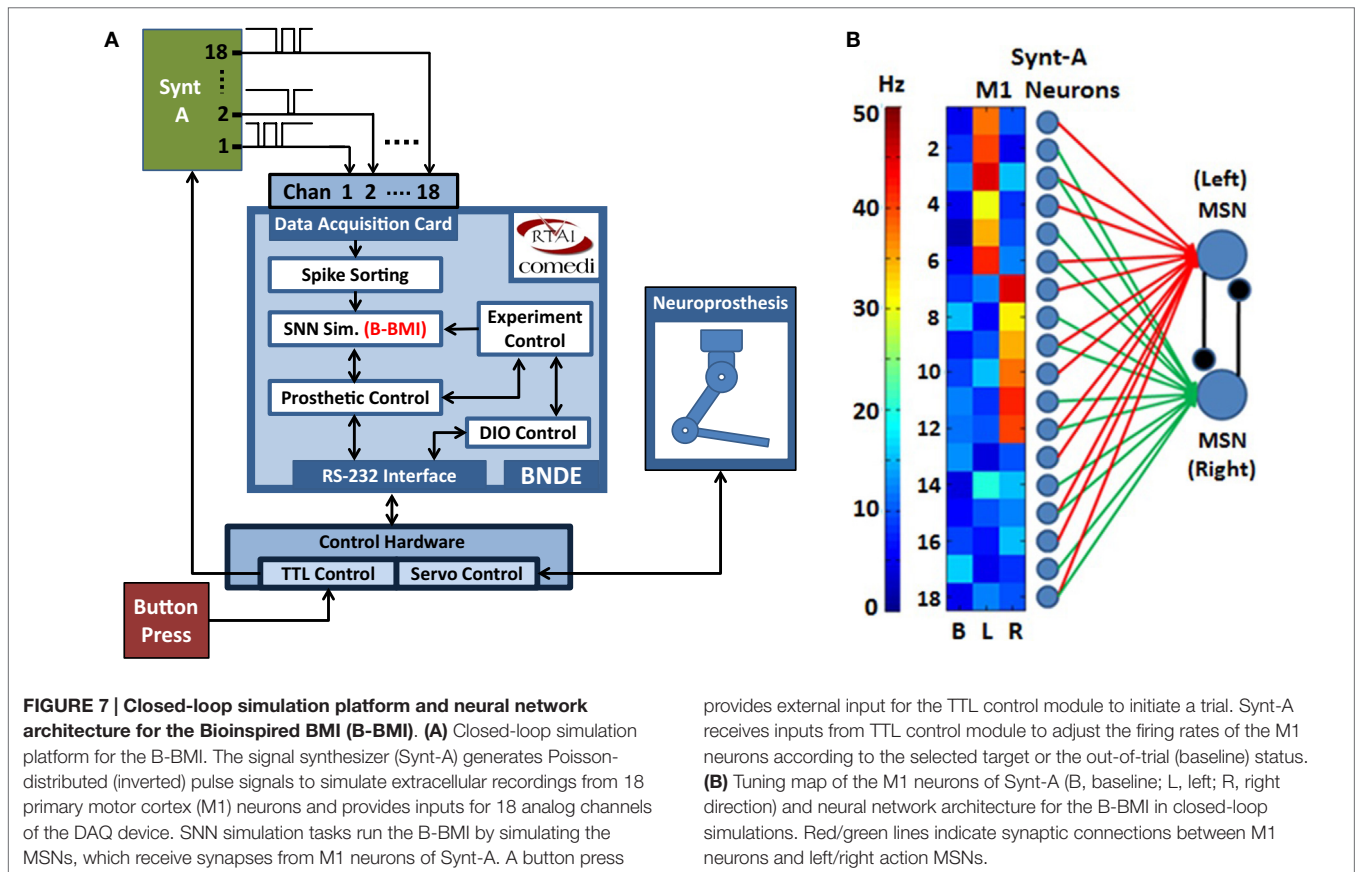 A
Synt
A
18
2
1
Chan 1 2 ···· 18
Data Acquisition Card
RTAI
comedi
Spike Sorting
SNN Sim. (B-BMI)
Experiment
Control
Prosthetic Control
DIO Control
RS-232 Interface
BNDE
Control Hardware
TTL Control
Servo Control
Button
Press
Neuroprosthesis
B
Synt-A
Hz
M1 Neurons
50
40
30
20
10
0
2
4
6
8
10
12
14
16
18
B L R
(Left)
MSN
MSN
(Right)
FIGURE 7 | Closed-loop simulation platform and neural network
architecture for the Bioinspired BMI (B-BMI). (A) Closed-loop simulation
platform for the B-BMI. The signal synthesizer (Synt-A) generates Poisson-
distributed (inverted) pulse signals to simulate extracellular recordings from 18
primary motor cortex (M1) neurons and provides inputs for 18 analog channels
of the DAQ device. SNN simulation tasks run the B-BMI by simulating the
MSNs, which receive synapses from M1 neurons of Synt-A. A button press
provides external input for the TTL control module to initiate a trial. Synt-A
receives inputs from TTL control module to adjust the firing rates of the M1
neurons according to the selected target or the out-of-trial (baseline) status.
(B) Tuning map of the M1 neurons of Synt-A (B, baseline; L, left; R, right
direction) and neural network architecture for the B-BMI in closed-loop
simulations. Red/green lines indicate synaptic connections between M1
neurons and left/right action MSNs.